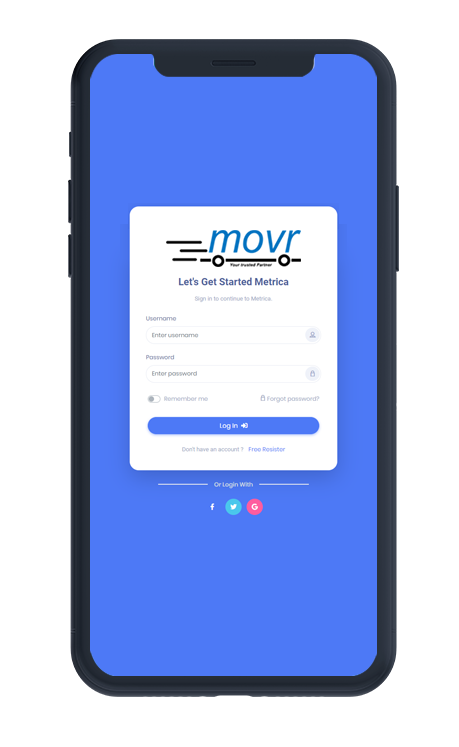 movr
Your trusted Partner
Let's Get Started Metrica
Sign in to continue to Metrica.
Username
Enter username
Password
Enter password
Remember me Forgot password?
Log In
Don't have an account ? Free Resister
Or Login With